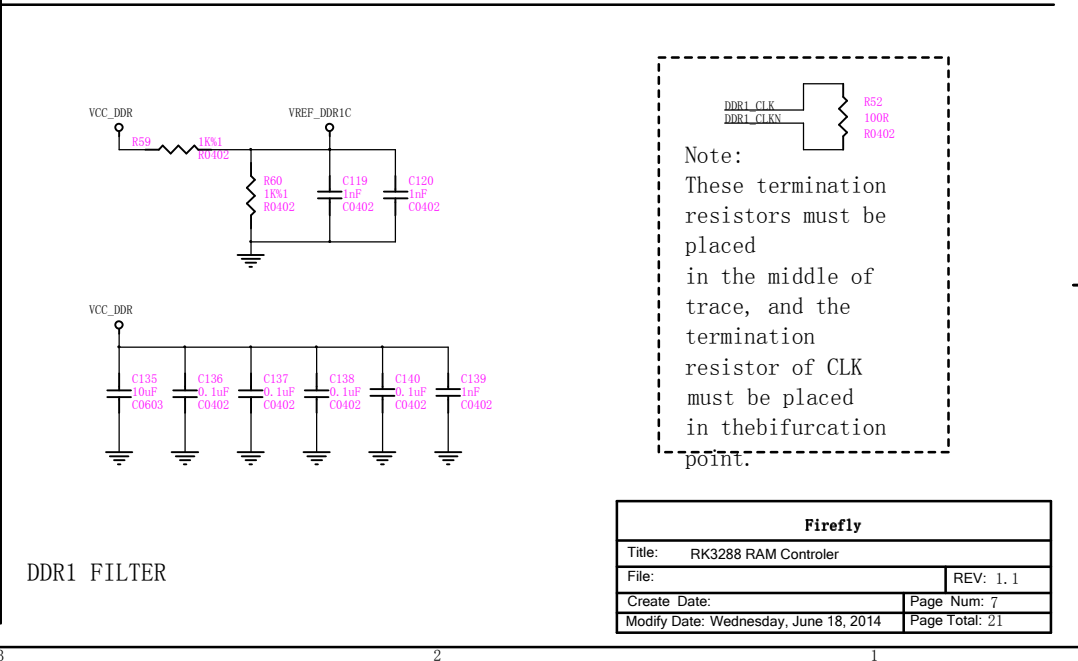 VCC_DDR
VREF_DDR1C
R59
1K%1
R0402
R60
1K%1
R0402
C119
1nF
C0402
C120
1nF
C0402
DDR1_CLK
DDR1_CLKN
R52
100R
R0402
Note:
These termination
resistors must be
placed
in the middle of
trace, and the
termination
resistor of CLK
must be placed
in thebifurcation
point.
VCC_DDR
C135
10uF
C0603
C136
0.1uF
C0402
C137
0.1uF
C0402
C138
0.1uF
C0402
C140
0.1uF
C0402
C139
1nF
C0402
DDR1 FILTER
Firefly
Title: RK3288 RAM Controler
File:
REV: 1.1
Create Date:
Page Num: 7
Modify Date: Wednesday, June 18, 2014
Page Total: 21
3
2
1